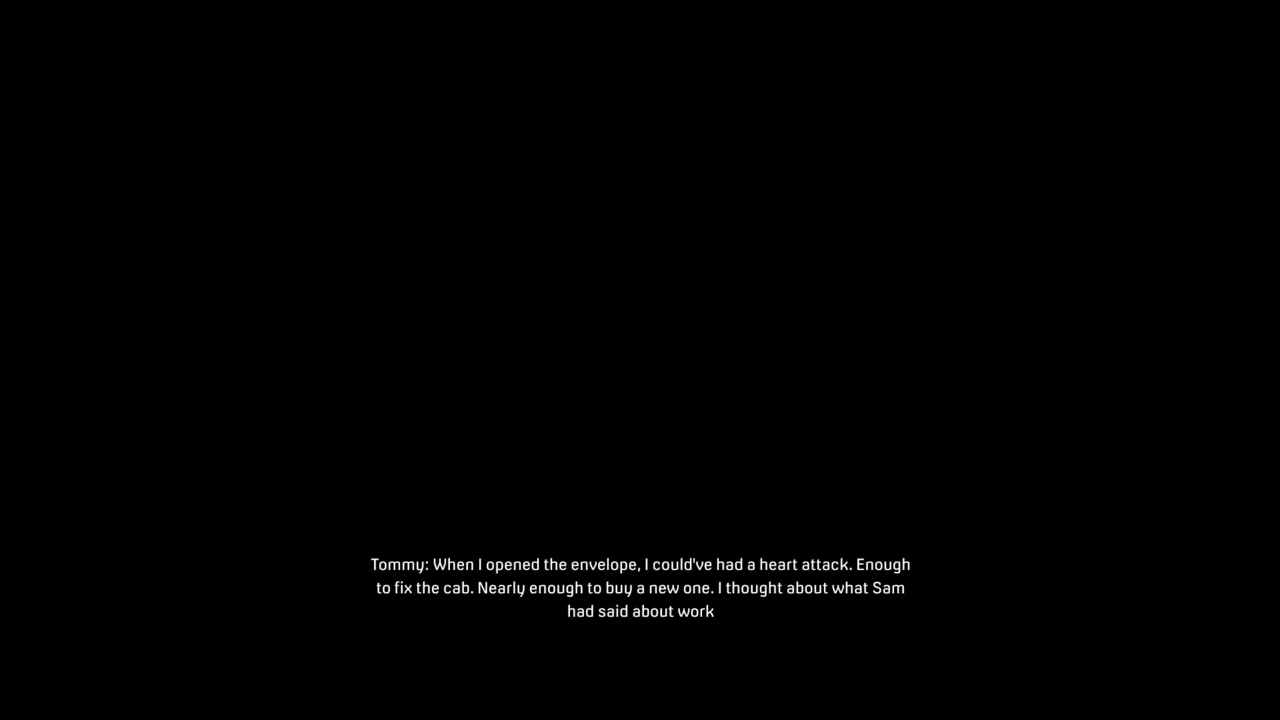 Tommy: When I opened the envelope, I could've had a heart attack. Enough
to fix the cab. Nearly enough to buy a new one. I thought about what Sam
had said about work